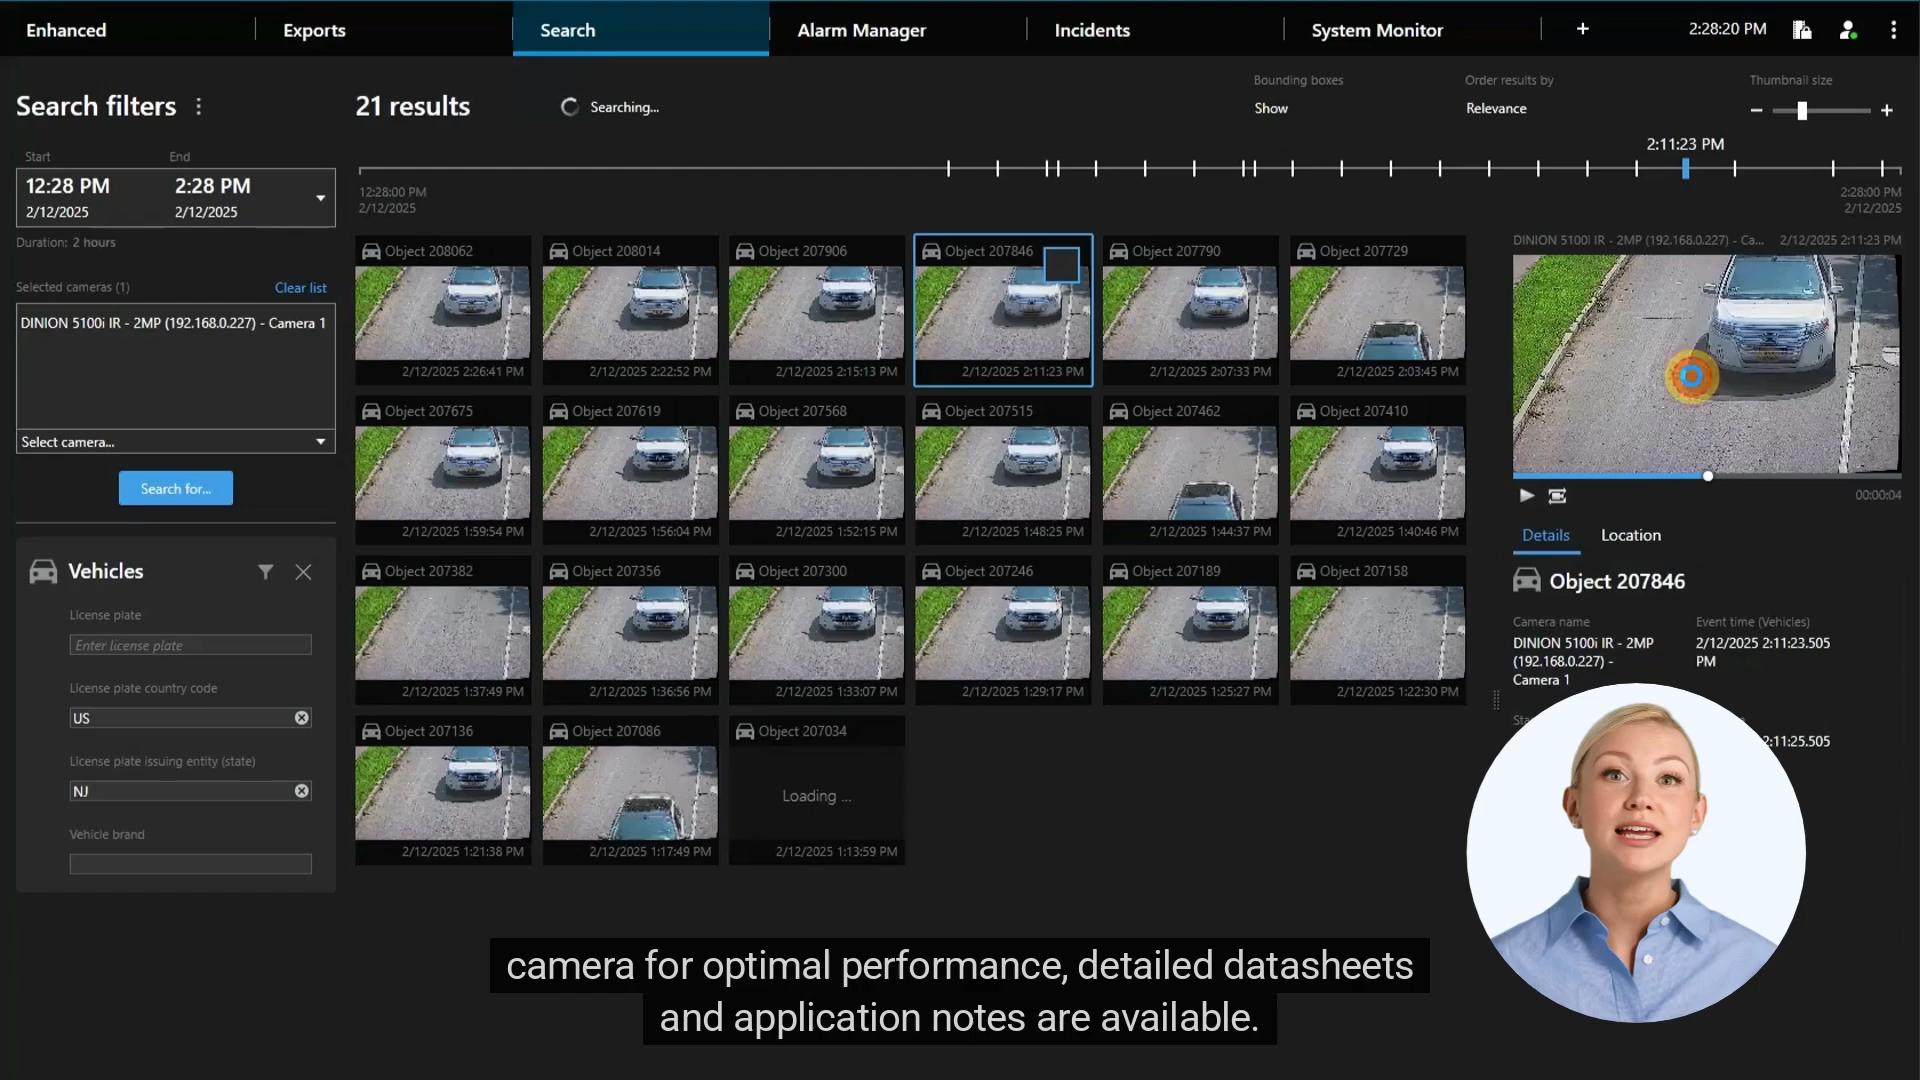 Enhanced
Exports
Search
Alarm Manager
Incidents
System Monitor
+
2:28:20 PM
Search filters
21 results
Searching...
Bounding boxes
Show
Order results by
Relevance
Thumbnail size
Start
End
12:28 PM
2/12/2025
2:28 PM
2/12/2025
Duration: 2 hours
2:11:23 PM
12:28:00 PM
2/12/2025
2:28:00 PM
2/12/2025
Selected cameras (1)
Clear list
DINION 5100i IR - 2MP (192.168.0.227) - Camera 1
Select camera...
Search for...
Vehicles
License plate
Enter license plate
License plate country code
US
License plate issuing entity (state)
NJ
Vehicle brand
Object 208062
2/12/2025 2:26:41 PM
Object 208014
2/12/2025 2:22:52 PM
Object 207906
2/12/2025 2:15:13 PM
Object 207846
2/12/2025 2:11:23 PM
Object 207790
2/12/2025 2:07:33 PM
Object 207729
2/12/2025 2:03:45 PM
Object 207675
2/12/2025 1:59:54 PM
Object 207619
2/12/2025 1:56:04 PM
Object 207568
2/12/2025 1:52:15 PM
Object 207515
2/12/2025 1:48:25 PM
Object 207462
2/12/2025 1:44:37 PM
Object 207410
2/12/2025 1:40:46 PM
Object 207382
2/12/2025 1:37:49 PM
Object 207356
2/12/2025 1:36:56 PM
Object 207300
2/12/2025 1:33:07 PM
Object 207246
2/12/2025 1:29:17 PM
Object 207189
2/12/2025 1:25:27 PM
Object 207158
2/12/2025 1:22:30 PM
Object 207136
2/12/2025 1:21:38 PM
Object 207086
2/12/2025 1:17:49 PM
Object 207034
Loading ...
2/12/2025 1:13:59 PM
DINION 5100i IR - 2MP (192.168.0.227) - Ca...
2/12/2025 2:11:23 PM
00:00:04
Details
Location
Object 207846
Camera name
DINION 5100i IR - 2MP
(192.168.0.227) -
Camera 1
Event time (Vehicles)
2/12/2025 2:11:23.505
PM
2:11:25.505
camera for optimal performance, detailed datasheets
and application notes are available.